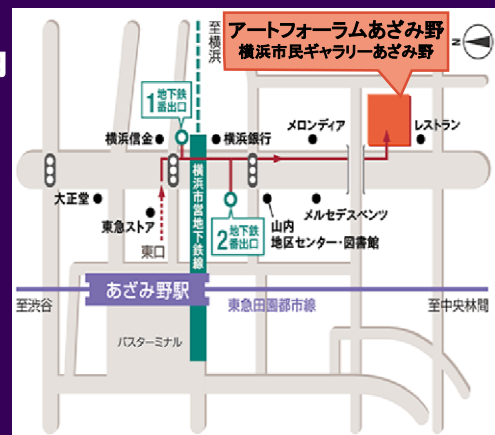 アートフォーラムあざみ野
横浜市民ギャラリーあざみ野
至横浜
N
地下鉄
1番出口
横浜信金
横浜銀行
メロンディア
レストラン
横浜市営地下鉄線
大正堂
東急ストア
東口
地下鉄
2番出口
山内
地区センター・図書館
メルセデスベンツ
あざみ野駅
至渋谷
東急田園都市線
至中央林間
バスターミナル